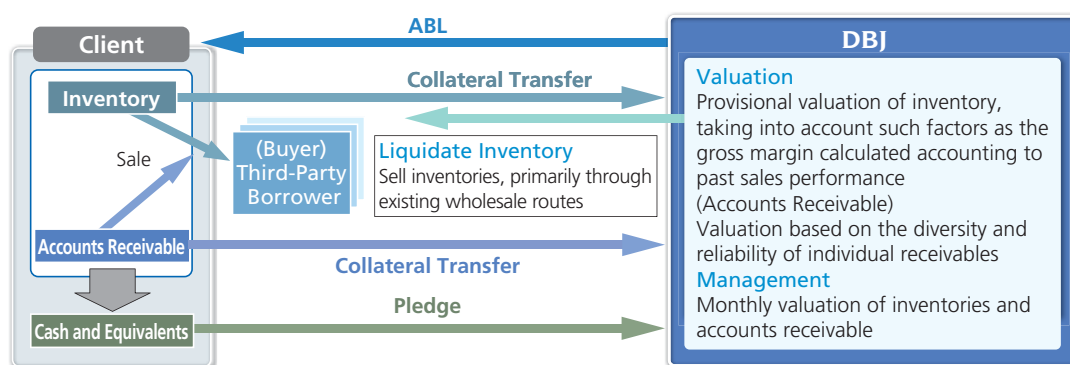 ABL
Client
DBJ
Collateral Transfer
Inventory
Sale
(Buyer)
Third-Party
Borrower
Liquidate Inventory
Sell inventories, primarily through
existing wholesale routes
Accounts Receivable
Collateral Transfer
Pledge
Cash and Equivalents
Valuation
Provisional valuation of inventory,
taking into account such factors as the
gross margin calculated accounting to
past sales performance
(Accounts Receivable)
Valuation based on the diversity and
reliability of individual receivables
Management
Monthly valuation of inventories and
accounts receivable